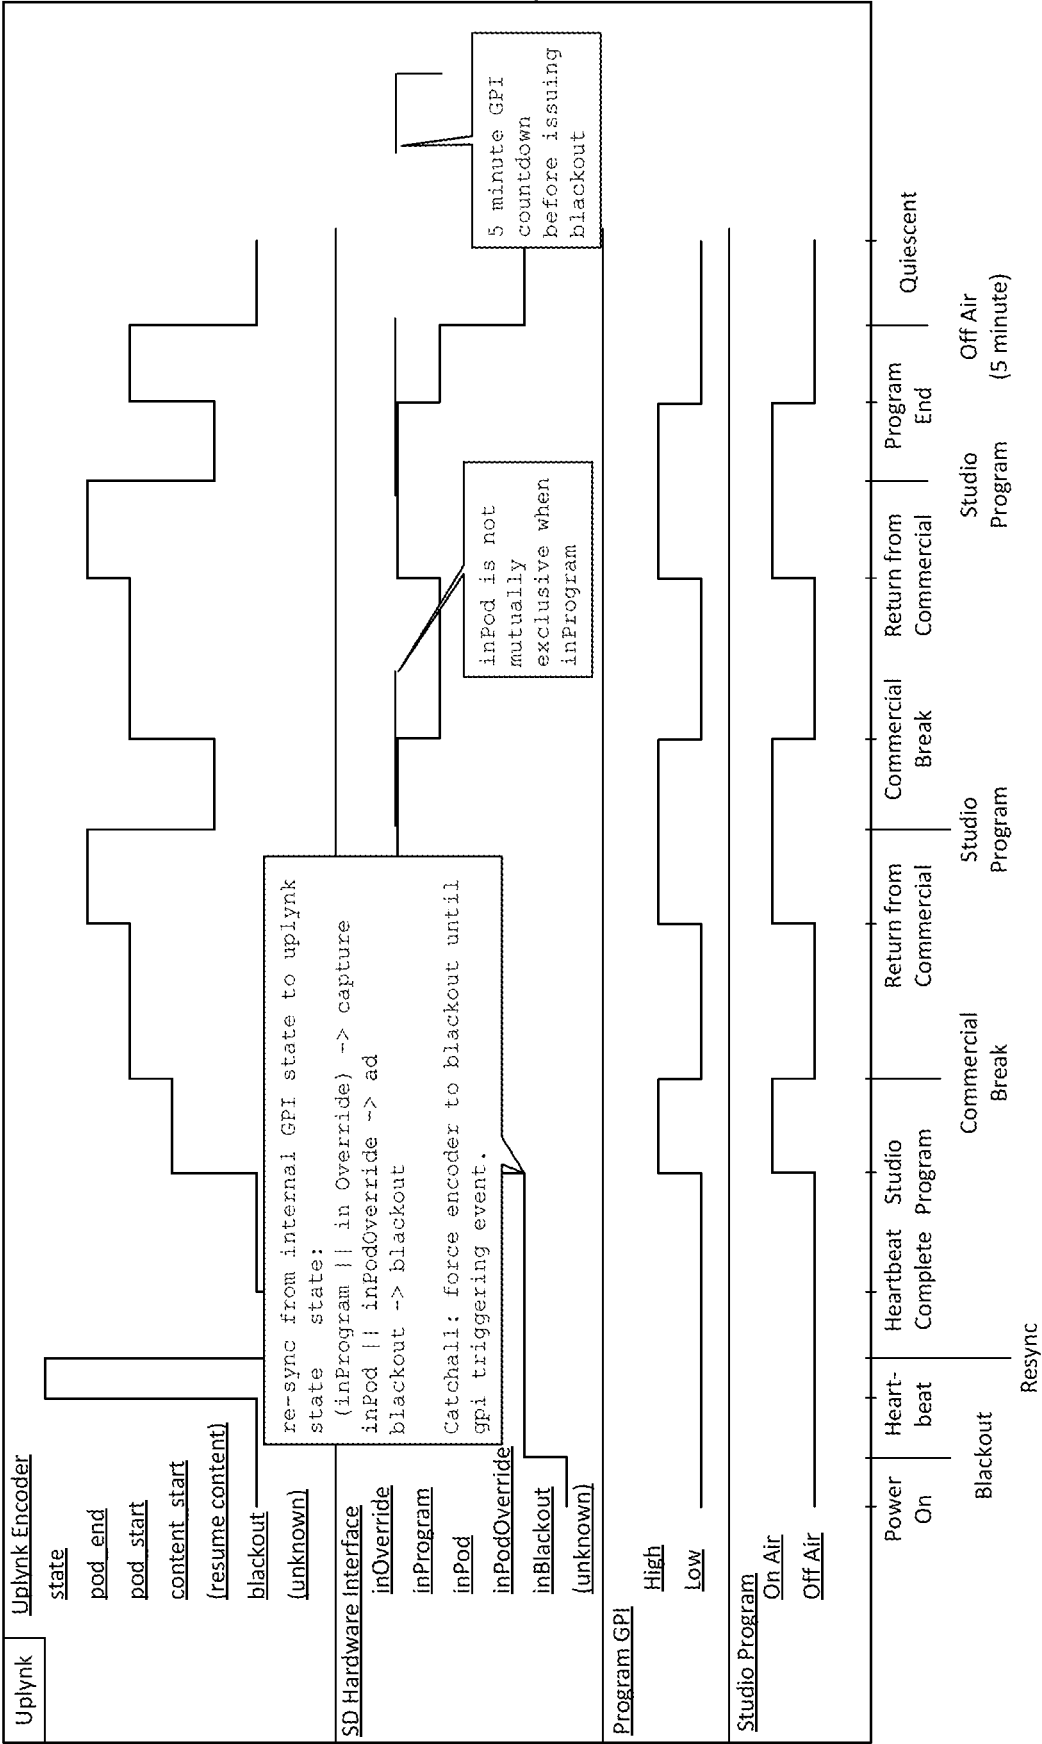 Uplynk
Uplynk Encoder
state
pod_end
pod_start
content_start
(resume content)
blackout
(unknown)
SD Hardware Interface
inOverride
inProgram
inPod
inPodOverride
inBlackout
(unknown)
Program GPI
High
Low
Studio Program
On Air
Off Air
re-sync from internal GPI state to uplynk
state state:
(inProgram || in Override) -> capture
inPod || inPodOverride -> ad
blackout -> blackout
Catchall: force encoder to blackout until
gpi triggering event.
inPod is not
mutually
exclusive when
inProgram
5 minute GPI
countdown
before issuing
blackout
Power
On
Blackout
Heart-
beat
Resync
Heartbeat
Complete
Studio
Program
Commercial
Break
Return from
Commercial
Studio
Program
Commercial
Break
Return from
Commercial
Studio
Program
Program
End
Off Air
(5 minute)
Quiescent